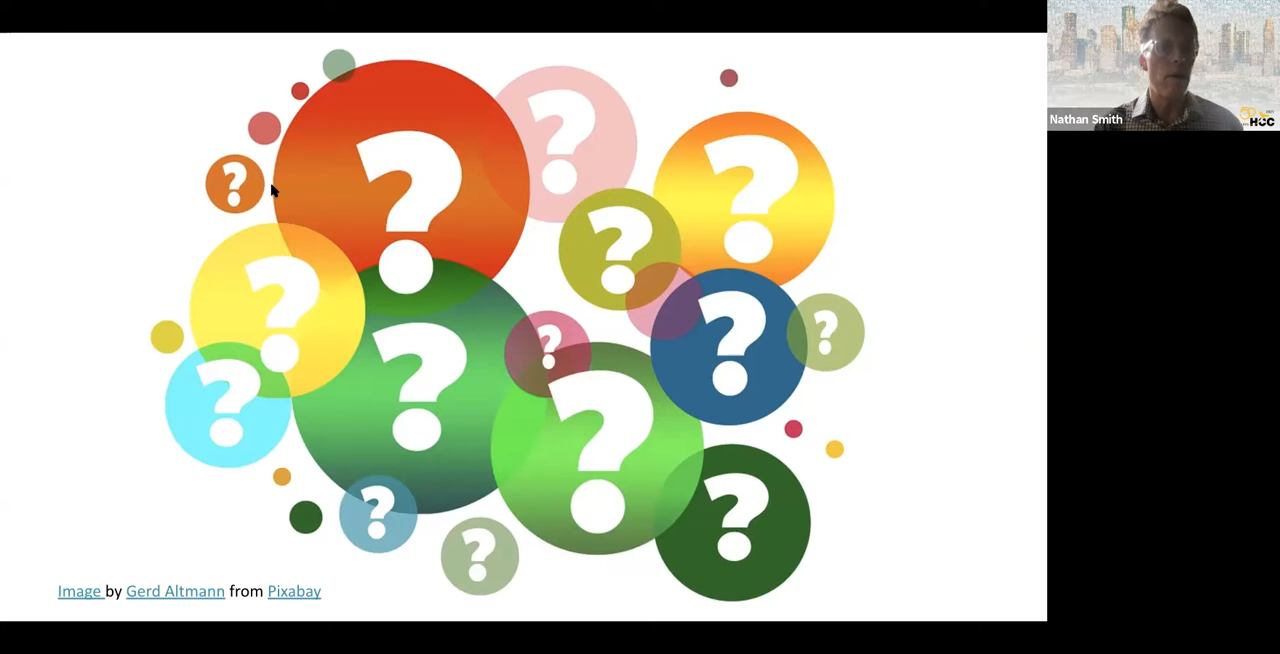 ? ? ? ?
? ?
? ? ? ? ?
? ?
? ?
Image by Gerd Altmann from Pixabay
Nathan Smith
HCC